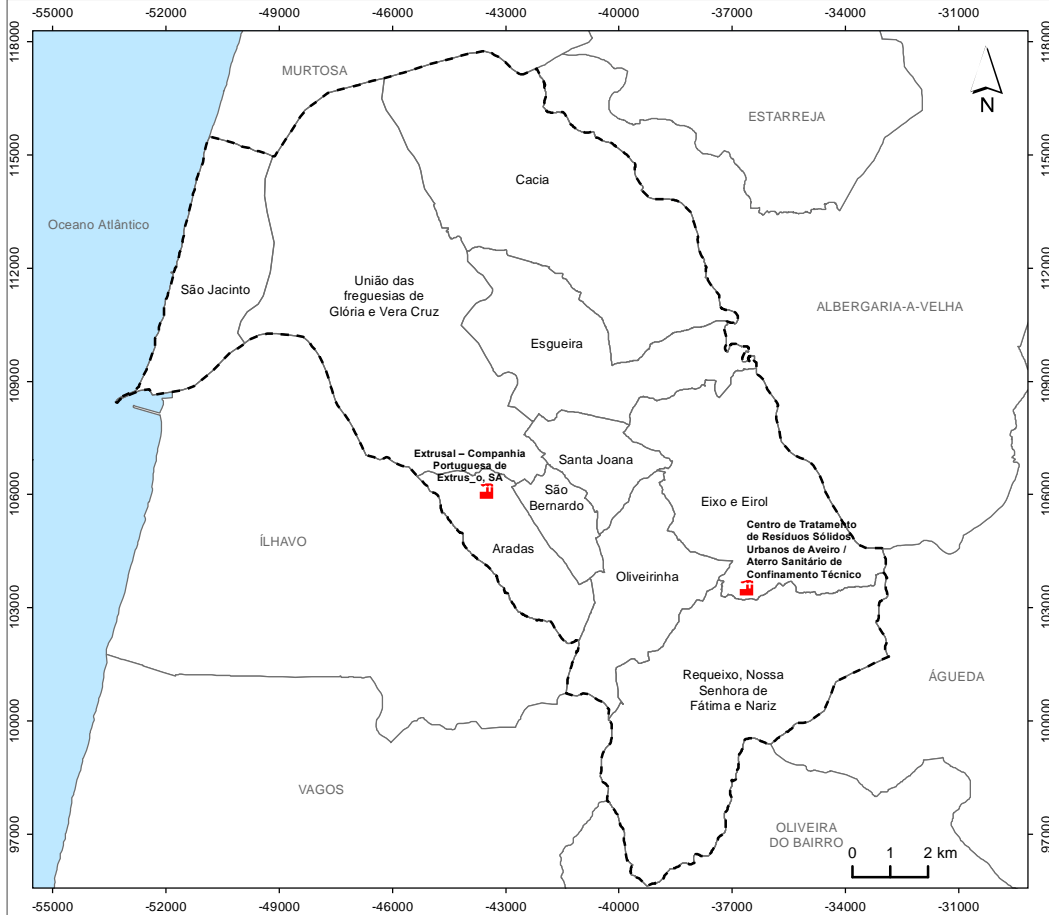 -55000 -52000 -49000 -46000 -43000 -40000 -37000 -34000 -31000
118000
118000
MURTOSA
N
ESTARREJA
115000
115000
Cacia
Oceano Atlântico
112000
112000
União das
freguesias de
Glória e Vera Cruz
São Jacinto
ALBERGARIA-A-VELHA
Esgueira
109000
109000
Extrusal – Companhia
Portuguesa de
Extrus_o, SA
Santa Joana
106000
106000
São
Bernardo
Eixo e Eirol
Centro de Tratamento
de Resíduos Sólidos
Urbanos de Aveiro /
Aterro Sanitário de
Confinamento Técnico
ÍLHAVO
Aradas
Oliveirinha
103000
103000
Requeixo, Nossa
Senhora de
Fátima e Nariz
ÁGUEDA
100000
100000
VAGOS
OLIVEIRA
DO BAIRRO
97000
97000
0 1 2 km
-55000 -52000 -49000 -46000 -43000 -40000 -37000 -34000 -31000